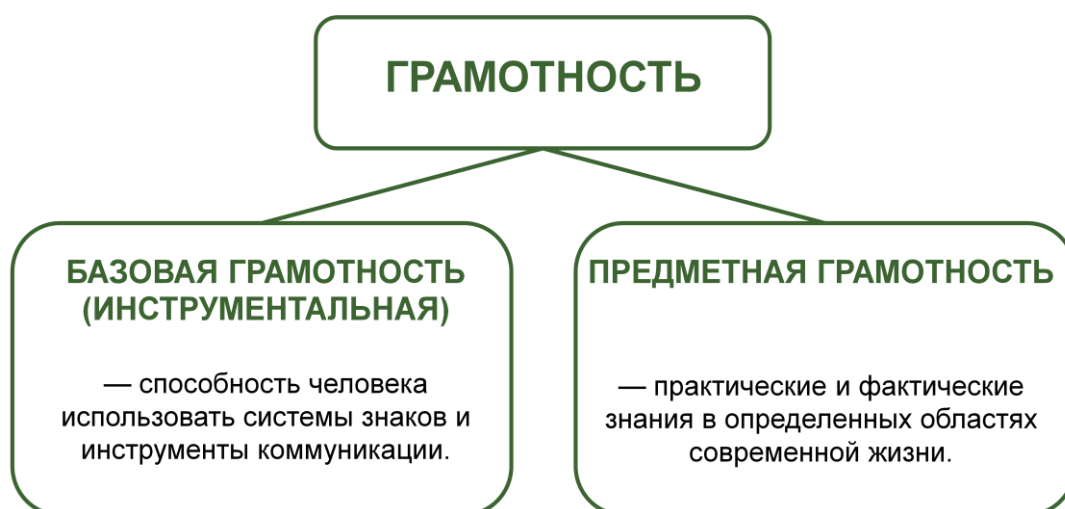 ГРАМОТНОСТЬ
БАЗОВАЯ ГРАМОТНОСТЬ
(ИНСТРУМЕНТАЛЬНАЯ)
— способность человека
использовать системы знаков и
инструменты коммуникации.
ПРЕДМЕТНАЯ ГРАМОТНОСТЬ
— практические и фактические
знания в определенных областях
современной жизни.